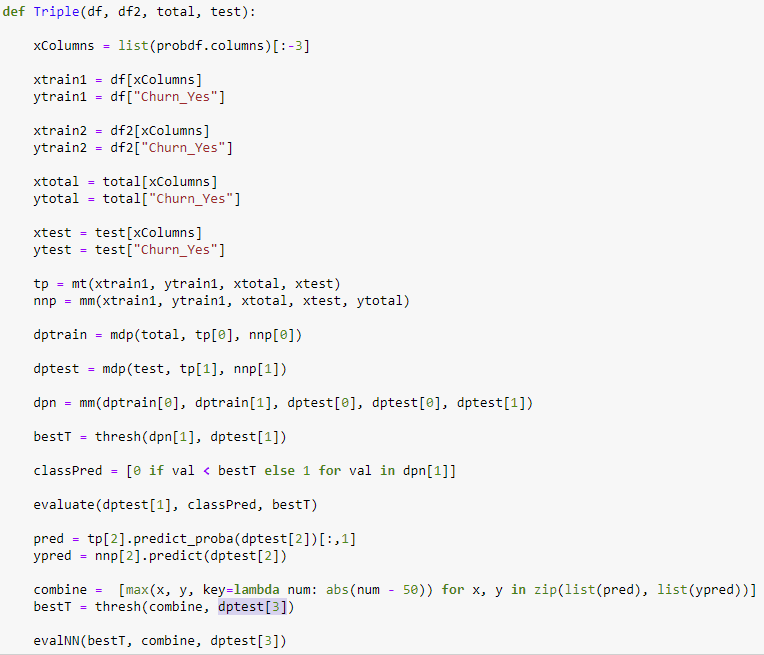 def Triple(df, df2, total, test):
xColumns = list(probdf.columns)[:-3]
xtrain1 = df[xColumns]
ytrain1 = df["Churn_Yes"]
xtrain2 = df2[xColumns]
ytrain2 = df2["Churn_Yes"]
xtotal = total[xColumns]
ytotal = total["Churn_Yes"]
xtest = test[xColumns]
ytest = test["Churn_Yes"]
tp = mt(xtrain1, ytrain1, xtotal, xtest)
nnp = mm(xtrain1, ytrain1, xtotal, xtest, ytotal)
dptrain = mdp(total, tp[0], nnp[0])
dptest = mdp(test, tp[1], nnp[1])
dpn = mm(dptrain[0], dptrain[1], dptest[0], dptest[0], dptest[1])
bestT = thresh(dpn[1], dptest[1])
classPred = [0 if val < bestT else 1 for val in dpn[1]]
evaluate(dptest[1], classPred, bestT)
pred = tp[2].predict_proba(dptest[2])[:,1]
ypred = nnp[2].predict(dptest[2])
combine =  [max(x, y, key=lambda num: abs(num - 50)) for x, y in zip(list(pred), list(ypred))]
bestT = thresh(combine, dptest[3])
evalNN(bestT, combine, dptest[3])